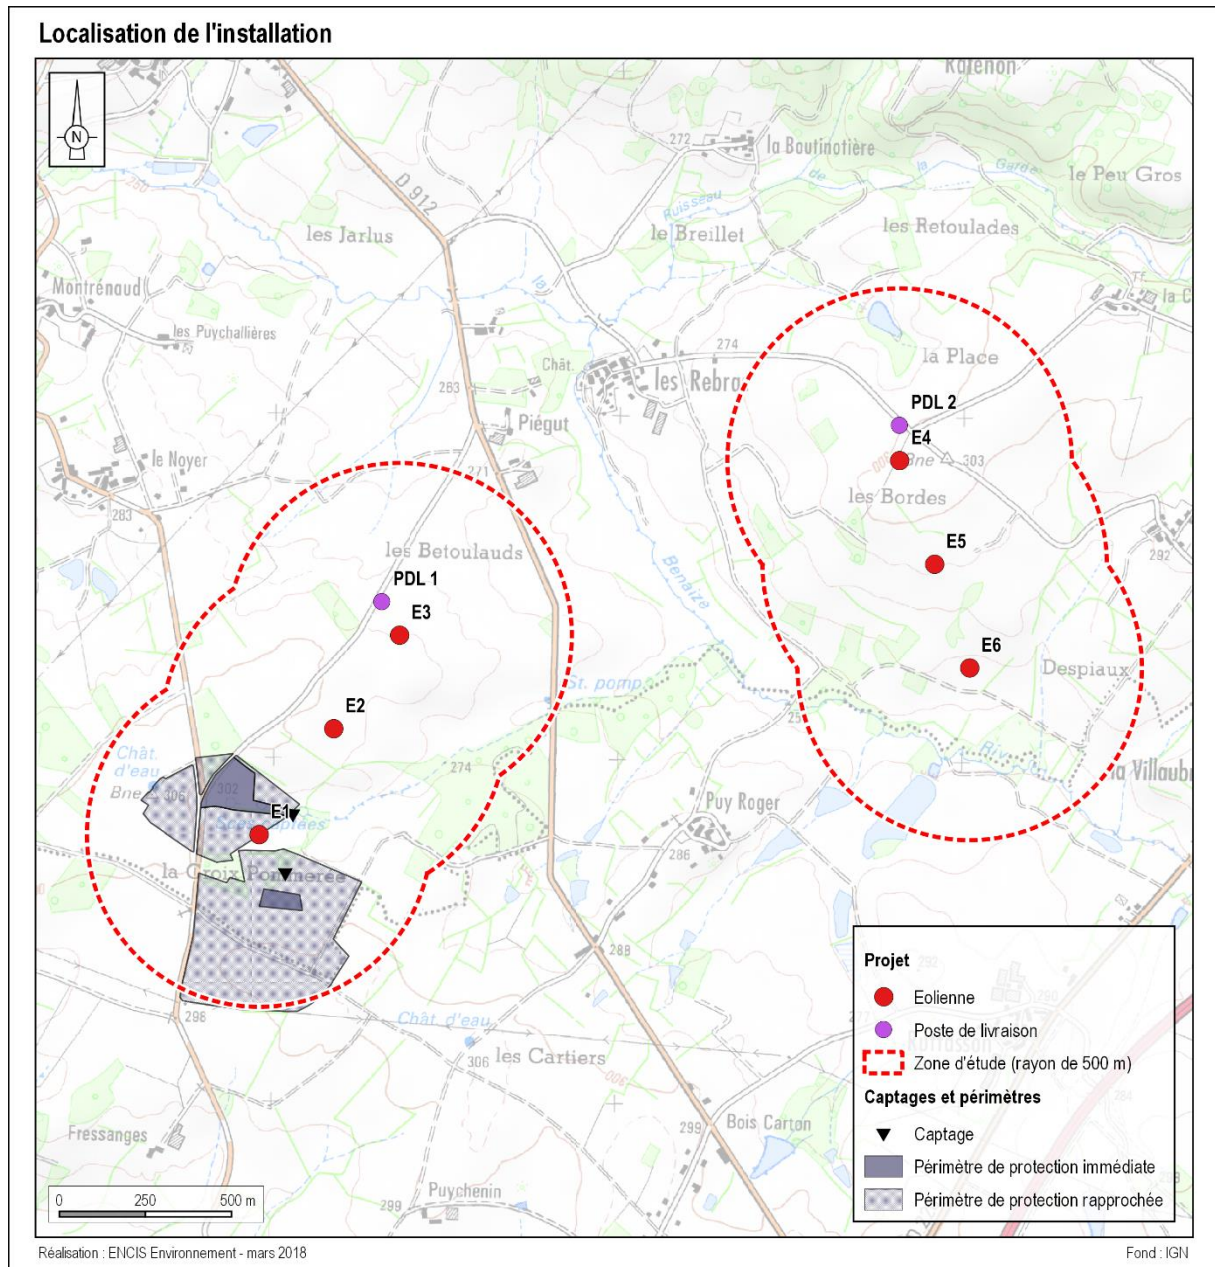 Localisation de l'installation
N
D 912
272
la Boutinotière
de
la
Garde
le Peu Gros
Ruisseau
les Jarlus
le Breillet
les Retoulades
Montrénaud
les Puychallières
la
la Place
Chât.
274
263
les Rebra
Piégut
PDL 2
E4
Bne
303
le Noyer
271
les Bordes
283
les Betoulauds
E5
292
PDL 1
Benaize
E3
E6
Despiaux
St. pomp.
E2
Chât.
d'eau
274
Bne
306
302
Puy Roger
la Villaub
E1
286
la Croix Pommerée
288
298
Chât. d'eau
306
les Cartiers
300
Bois Carton
299
Fressanges
Puychenin
299
Projet
Eolienne
Poste de livraison
Zone d'étude (rayon de 500 m)
Captages et périmètres
Captage
Périmètre de protection immédiate
Périmètre de protection rapprochée
0 250 500 m
Réalisation : ENCIS Environnement - mars 2018
Fond : IGN